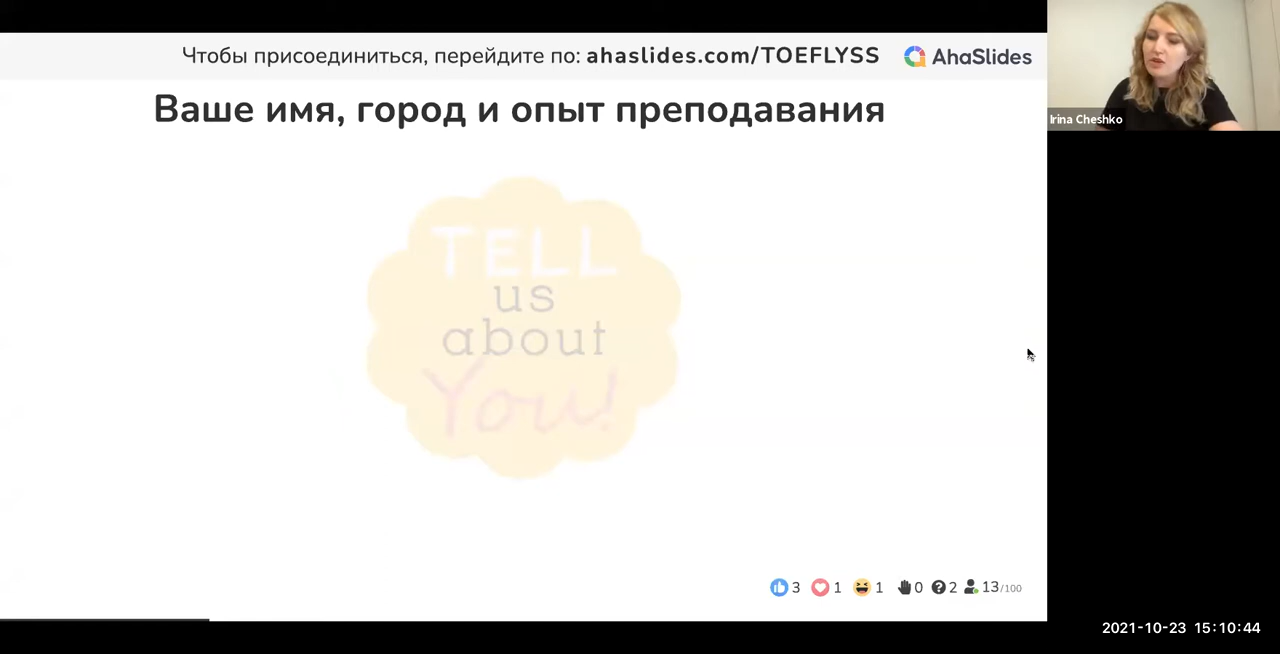 Чтобы присоединиться, перейдите по: ahaslides.com/TOEFLYSS AhaSlides
Irina Cheshko
Ваше имя, город и опыт преподавания
TELL
us
about
You!
3 1 1 0 2 13/100
2021-10-23 15:10:44